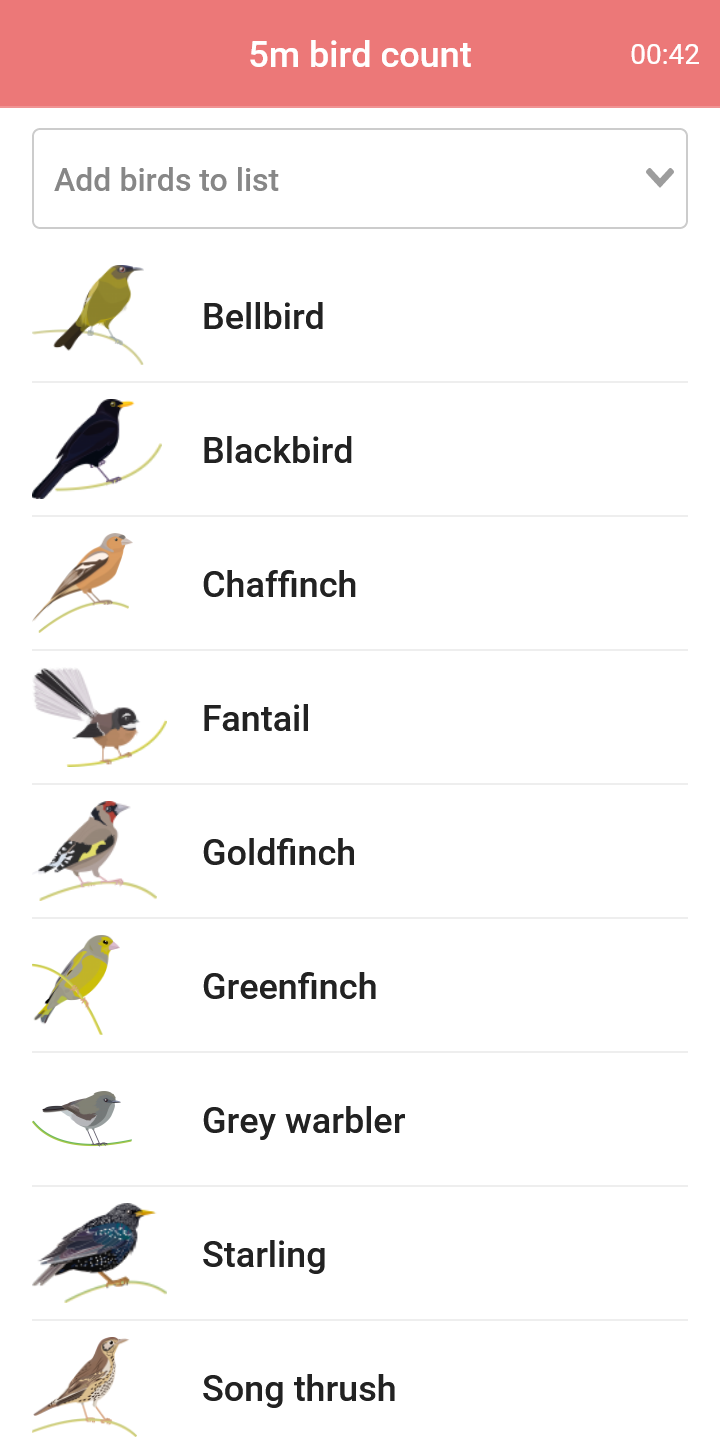 5m bird count
00:42
Add birds to list
Bellbird
Blackbird
Chaffinch
Fantail
Goldfinch
Greenfinch
Grey warbler
Starling
Song thrush